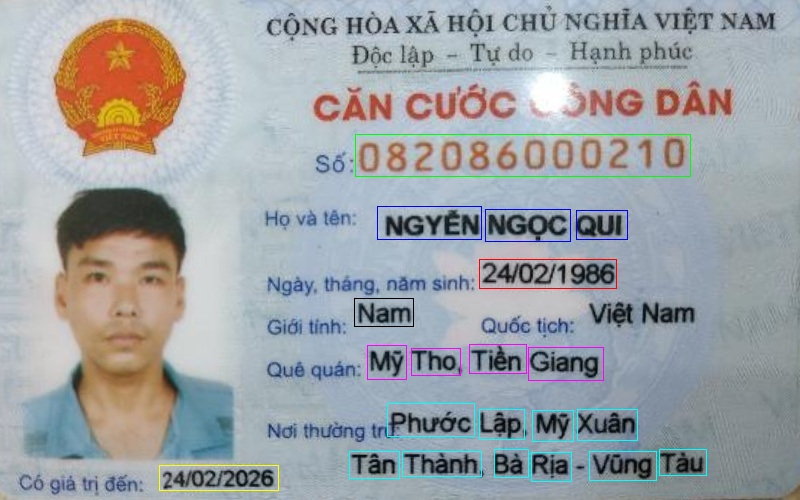 CỘNG HÒA XÃ HỘI CHỦ NGHĨA VIỆT NAM
Độc lập - Tự do - Hạnh phúc
CĂN CƯỚC CÔNG DÂN
Số: 082086000210
Họ và tên: NGYỄN NGỌC QUI
Ngày, tháng, năm sinh: 24/02/1986
Giới tính: Nam Quốc tịch: Việt Nam
Quê quán: Mỹ Tho, Tiền Giang
Nơi thường trú: Phước Lập, Mỹ Xuân
Tân Thành, Bà Rịa - Vũng Tàu
Có giá trị đến: 24/02/2026